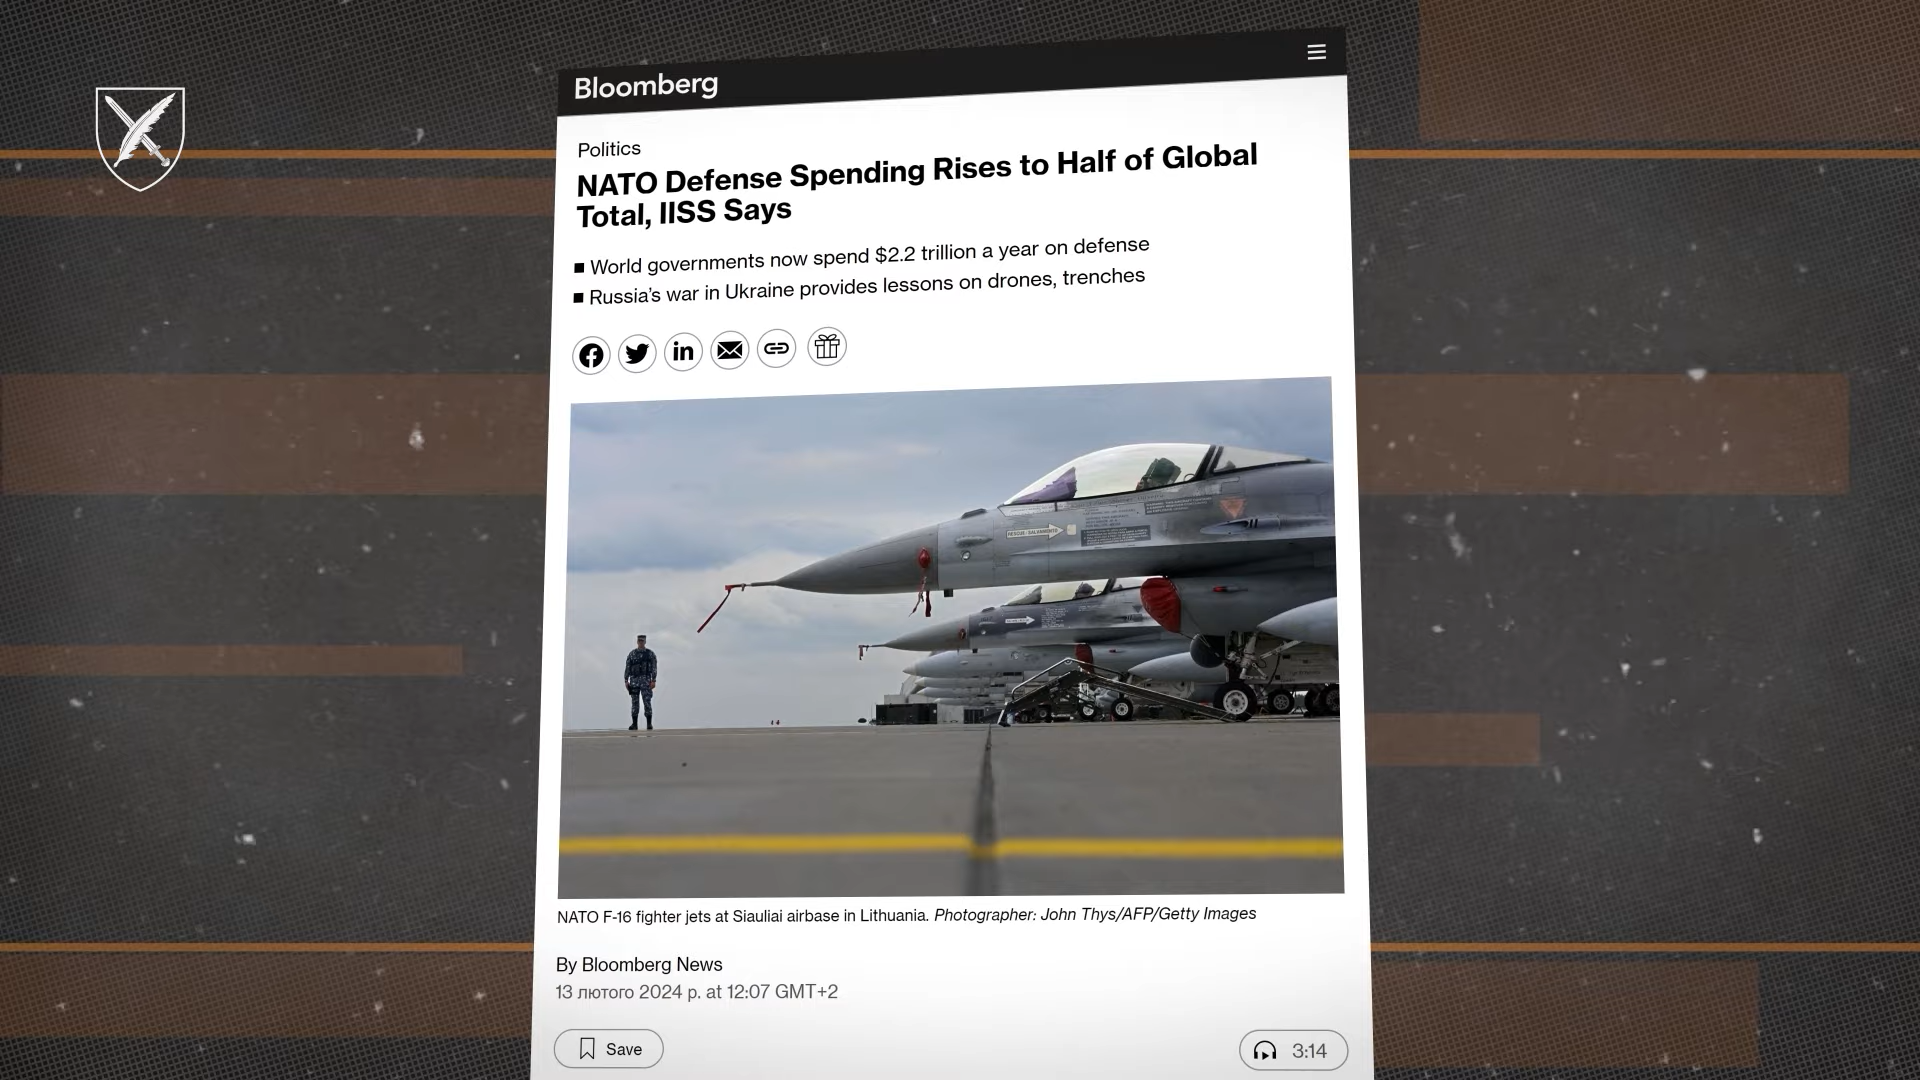 Bloomberg
Politics
NATO Defense Spending Rises to Half of Global
Total, IISS Says
World governments now spend $2.2 trillion a year on defense
Russia's war in Ukraine provides lessons on drones, trenches
NATO F-16 fighter jets at Siauliai airbase in Lithuania. Photographer: John Thys/AFP/Getty Images
By Bloomberg News
13 лютого 2024 р. at 12:07 GMT+2
Save
3:14